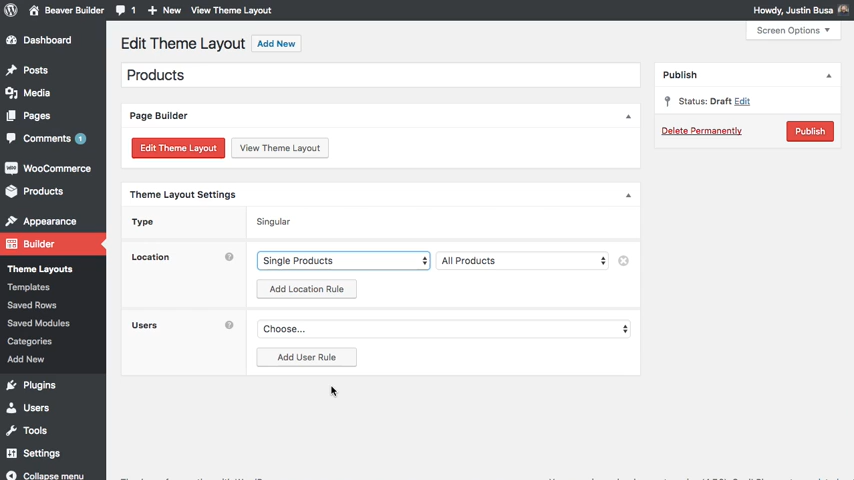 Beaver Builder 1 New View Theme Layout Howdy, Justin Busa
Screen Options
Dashboard
Posts
Media
Pages
Comments 1
WooCommerce
Products
Appearance
Builder
Theme Layouts
Templates
Saved Rows
Saved Modules
Categories
Add New
Plugins
Users
Tools
Settings
Collapse menu
Edit Theme Layout Add New
Products
Page Builder
Edit Theme Layout View Theme Layout
Theme Layout Settings
Type Singular
Location ? Single Products All Products
Add Location Rule
Users ? Choose...
Add User Rule
Publish
Status: Draft Edit
Delete Permanently Publish